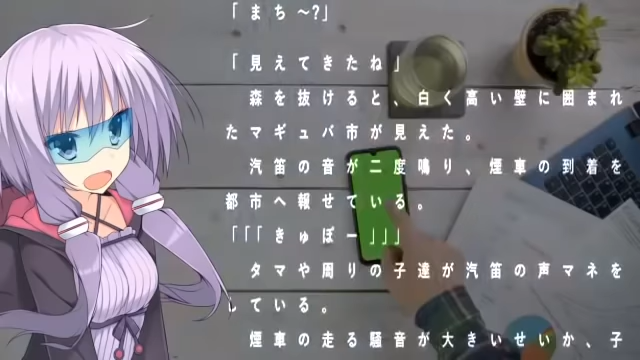 「まち～?」
「見えてきたね」
森を抜けると、白く高い壁に囲まれ
たマギュバ市が見えた。
汽笛の音が二度鳴り、煙車の到着を
都市へ報せている。
「「「きゅぽー」」」
タマや周りの子達が汽笛の声マネを
している。
煙車の走る騒音が大きいせいか、子